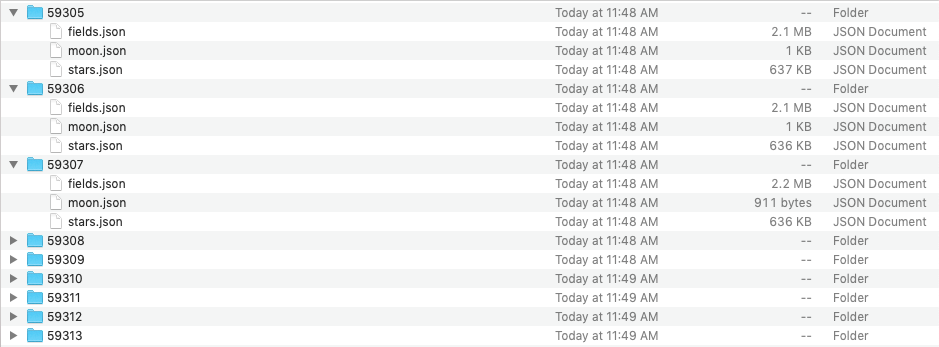 59305 Today at 11:48 AM -- Folder
fields.json Today at 11:48 AM 2.1 MB JSON Document
moon.json Today at 11:48 AM 1 KB JSON Document
stars.json Today at 11:48 AM 637 KB JSON Document
59306 Today at 11:48 AM -- Folder
fields.json Today at 11:48 AM 2.1 MB JSON Document
moon.json Today at 11:48 AM 1 KB JSON Document
stars.json Today at 11:48 AM 636 KB JSON Document
59307 Today at 11:48 AM -- Folder
fields.json Today at 11:48 AM 2.2 MB JSON Document
moon.json Today at 11:48 AM 911 bytes JSON Document
stars.json Today at 11:48 AM 636 KB JSON Document
59308 Today at 11:48 AM -- Folder
59309 Today at 11:48 AM -- Folder
59310 Today at 11:49 AM -- Folder
59311 Today at 11:49 AM -- Folder
59312 Today at 11:49 AM -- Folder
59313 Today at 11:49 AM -- Folder